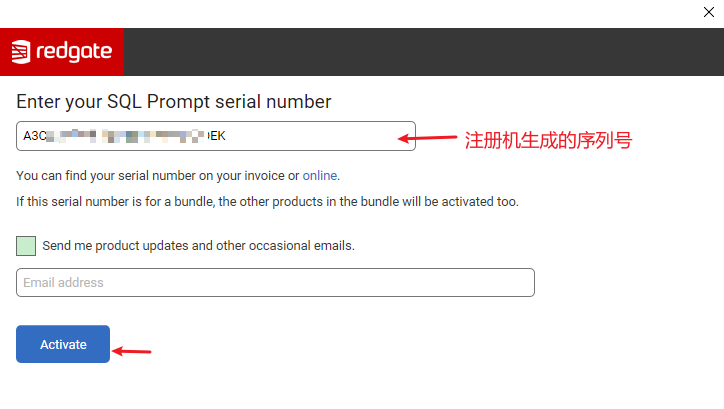 redgate
Enter your SQL Prompt serial number
A3C
EK
注册机生成的序列号
You can find your serial number on your invoice or online.
If this serial number is for a bundle, the other products in the bundle will be activated too.
Send me product updates and other occasional emails.
Email address
Activate